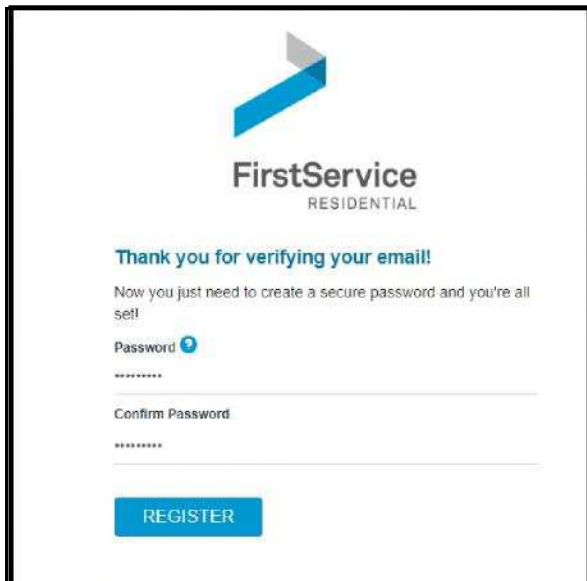 FirstService
RESIDENTIAL
Thank you for verifying your email!
Now you just need to create a secure password and you're all
set!
Password ?
*********
Confirm Password
*********
REGISTER